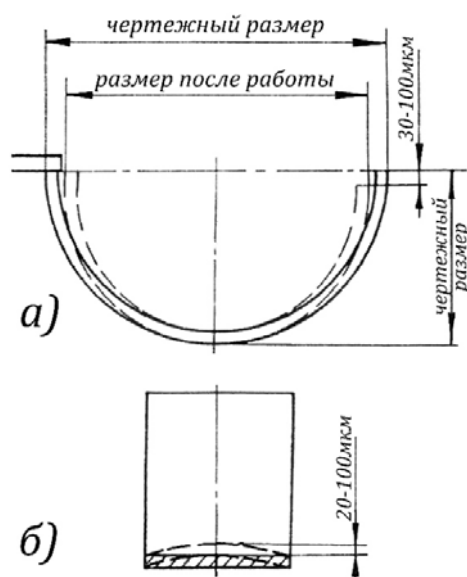 чертежный размер
размер после работы
30-100мкм
чертежный
размер
а)
20-100мкм
б)